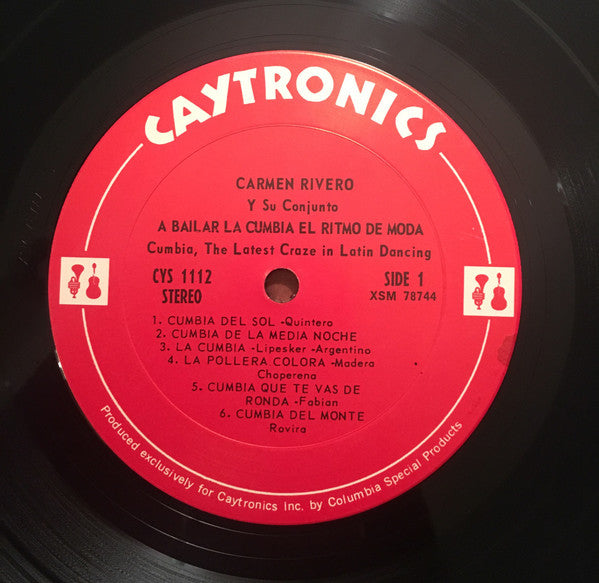 CAYTRONICS
CARMEN RIVERO
Y Su Conjunto
A BAILAR LA CUMBIA EL RITMO DE MODA
Cumbia, The Latest Craze in Latin Dancing
CYS 1112
STEREO
SIDE 1
XSM 78744
1. CUMBIA DEL SOL -Quintero
2. CUMBIA DE LA MEDIA NOCHE
3. LA CUMBIA -Lipesker -Argentino
4. LA POLLERA COLORA -Madera
Choperena
5. CUMBIA QUE TE VAS DE
RONDA -Fabian
6. CUMBIA DEL MONTE
Rovira
Produced exclusively for Caytronics Inc. by Columbia Special Products